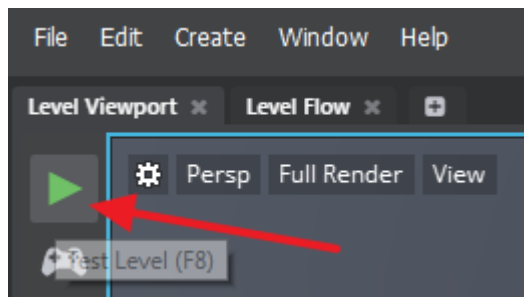 File Edit Create Window Help
Level Viewport Level Flow
Persp Full Render View
Test Level (F8)